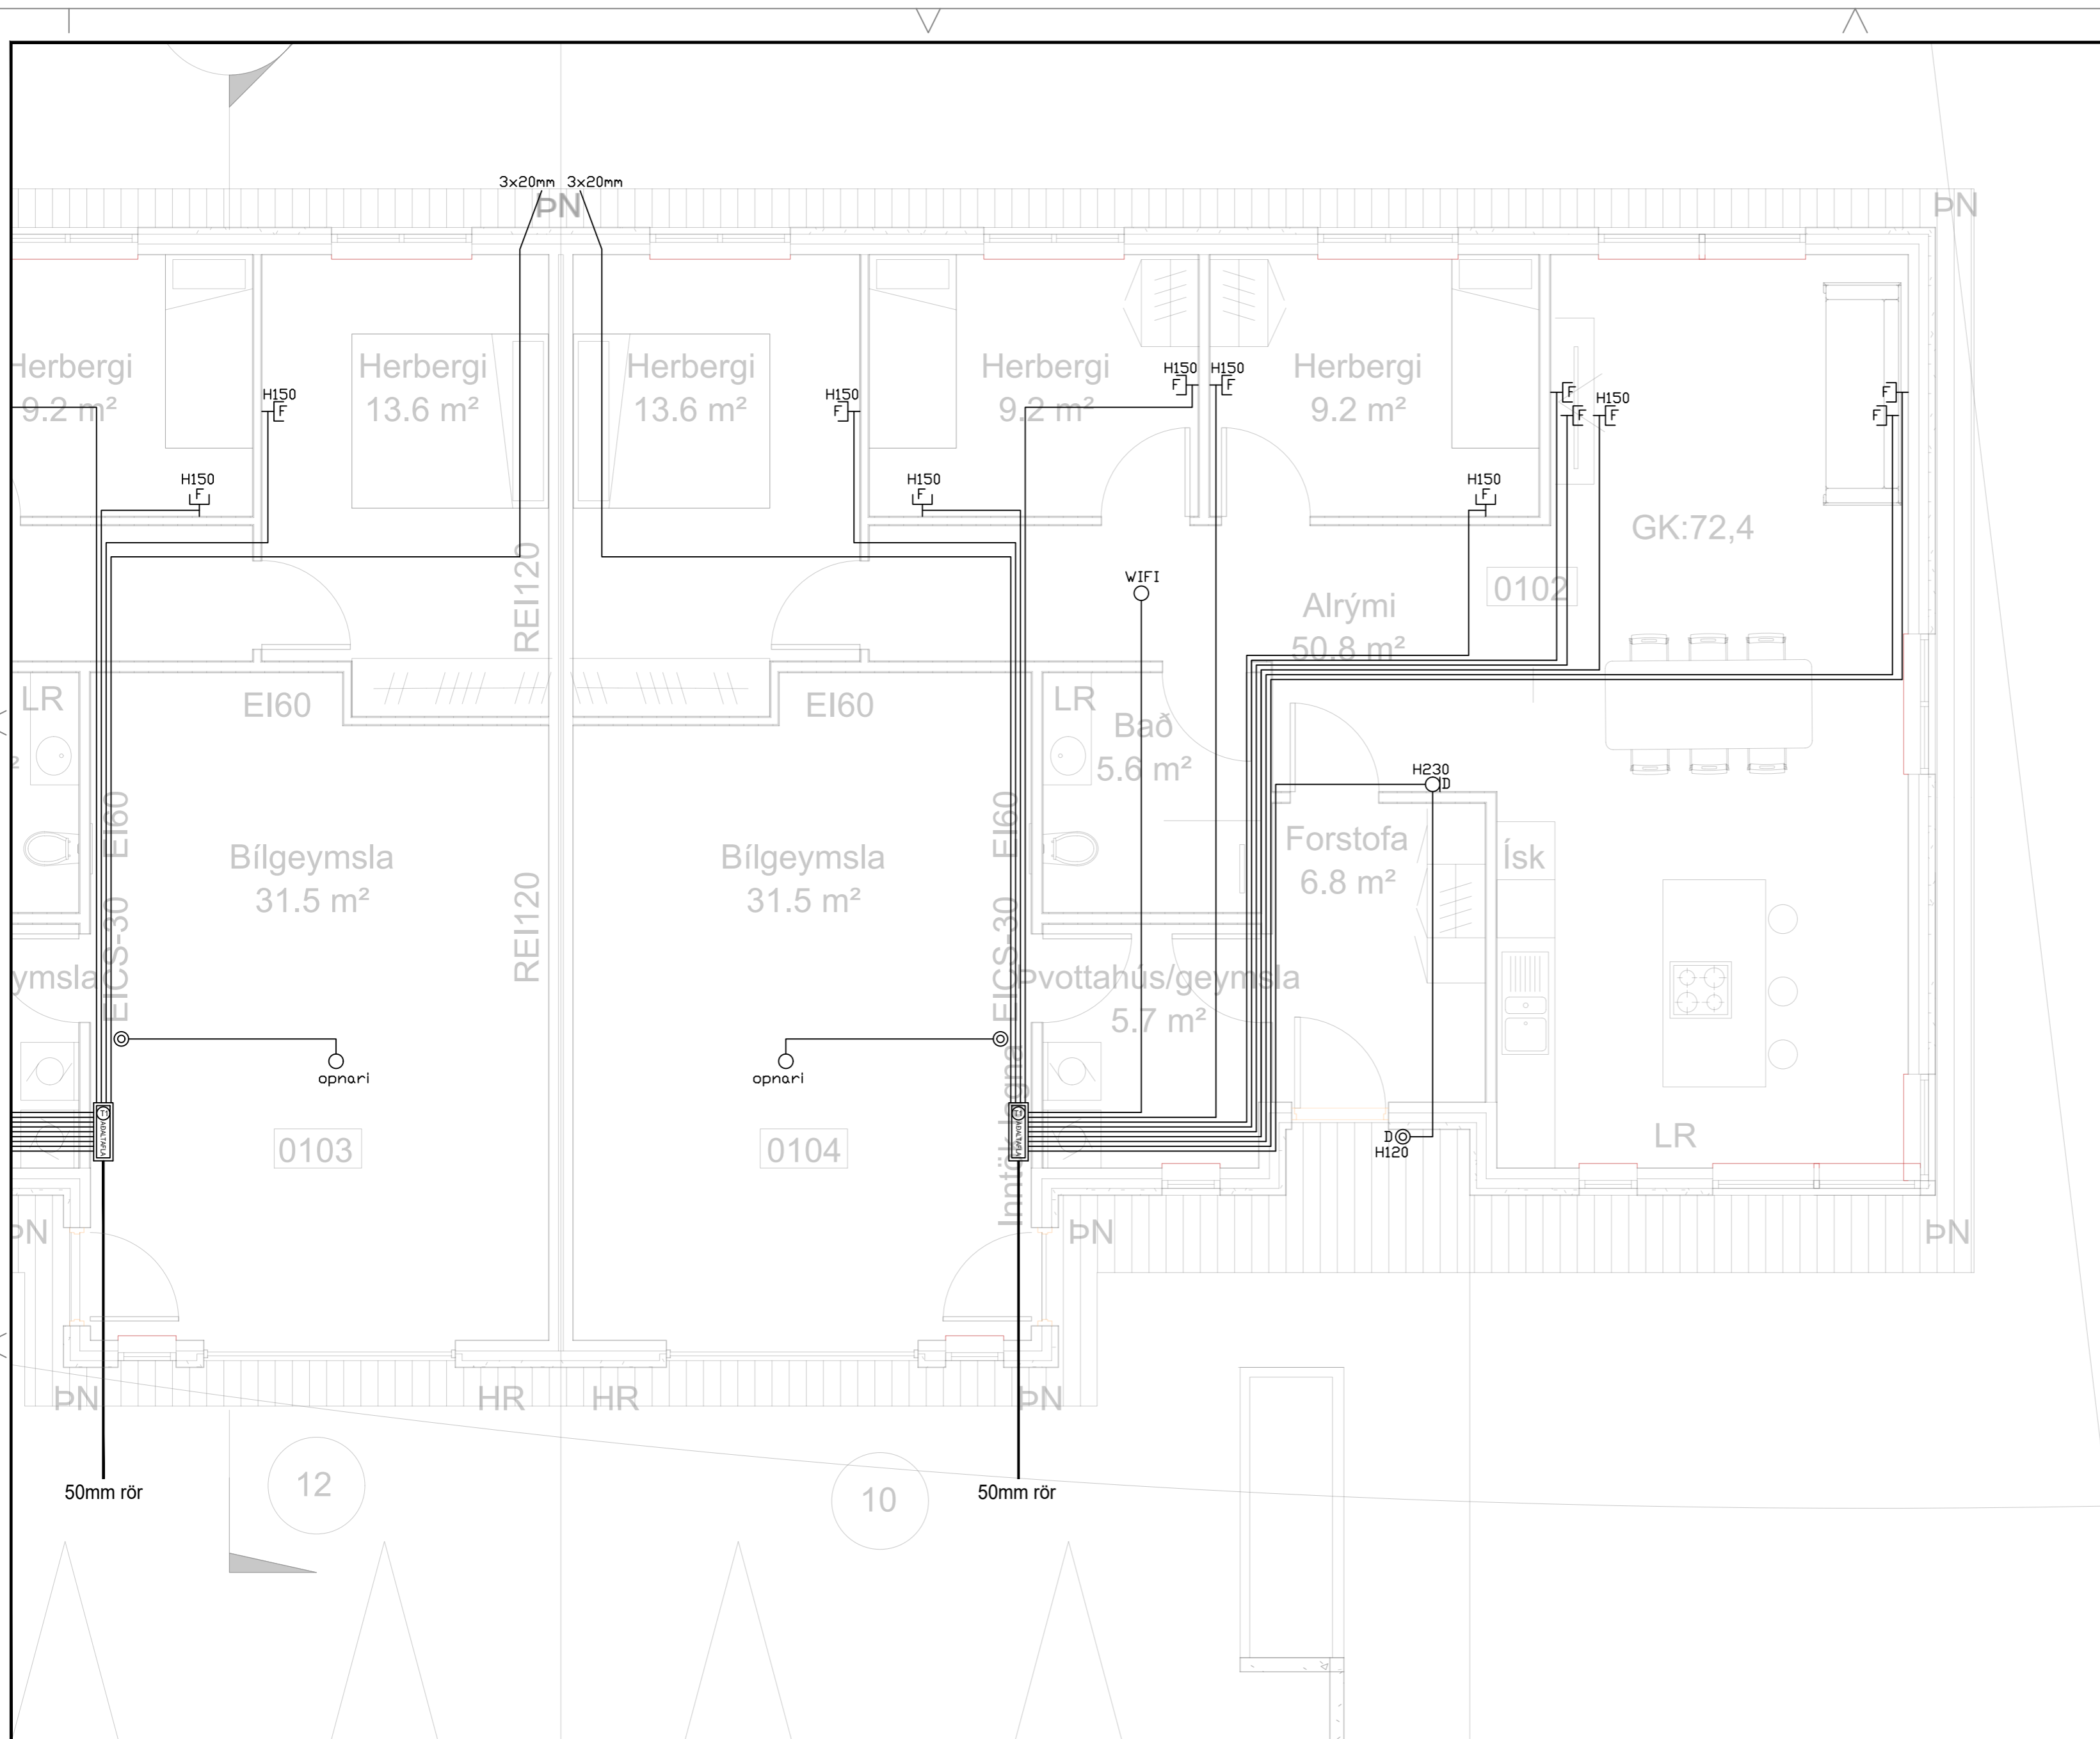 3x20mm 3x20mm
ÞN
ÞN
Herbergi
9.2 m²
Herbergi
13.6 m²
Herbergi
13.6 m²
Herbergi
9.2 m²
Herbergi
9.2 m²
H150
F
H150
F
H150
F
H150
F
F
F
H150
F
F
F
H150
F
H150
F
H150
F
GK:72,4
REI120
WIFI
Alrými
50.8 m²
0102
LR
EI60
EI60
LR
Bað
5.6 m²
H230
D
EI60
Bílgeymsla
31.5 m²
REI120
Bílgeymsla
31.5 m²
EI60
Forstofa
6.8 m²
Ísk
EICS-30
EICS-30
ymsla
Þvottahús/geymsla
5.7 m²
opnari
opnari
Inntök lagna
T1
AÐALTAFLA
AÐALTAFLA
0103
0104
D
H120
LR
ÞN
ÞN
ÞN
ÞN
HR
HR
ÞN
50mm rör
12
10
50mm rör